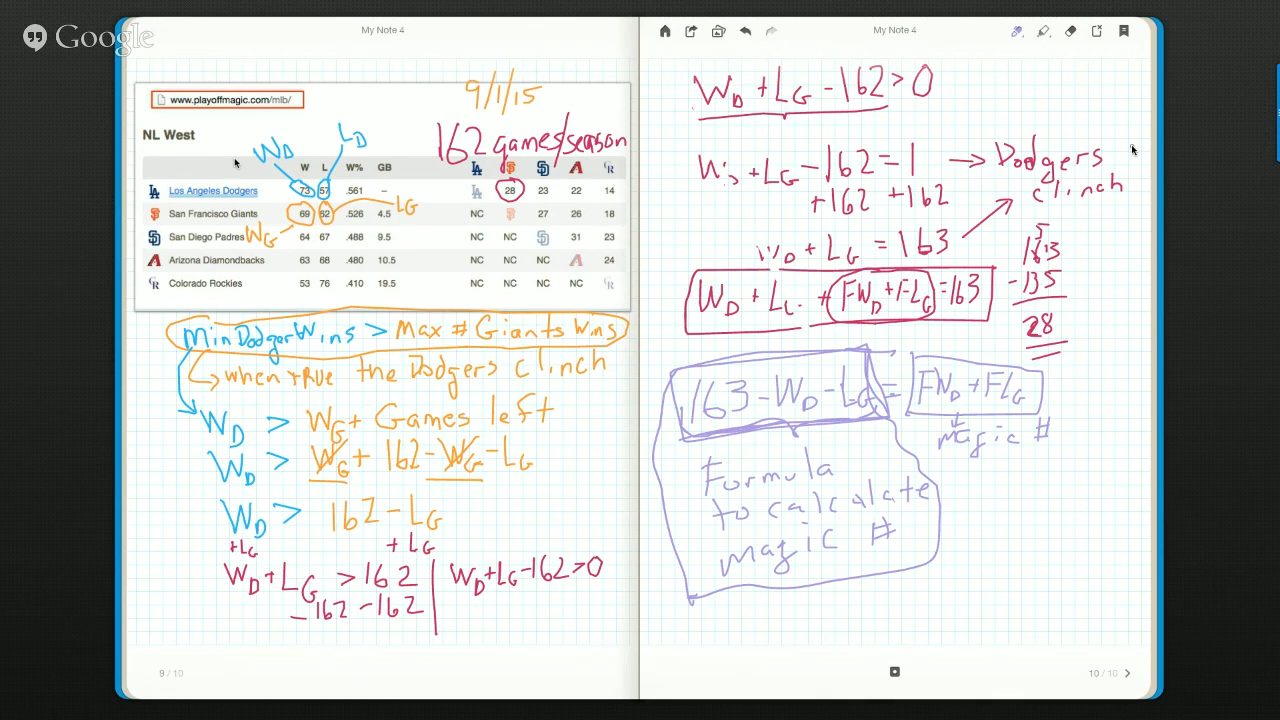 Google
My Note 4
www.playoffmagic.com/mlb/
9/1/15
NL West
162 games/season
WD
LD
W L W% GB
Los Angeles Dodgers 73 57 .561 – 28 23 22 14
San Francisco Giants 69 62 .526 4.5 NC 27 26 18
LG
WG
San Diego Padres 64 67 .488 9.5 NC NC 31 23
Arizona Diamondbacks 63 68 .480 10.5 NC NC NC 24
Colorado Rockies 53 76 .410 19.5 NC NC NC NC
MinDodgerWins > Max # Giants Wins
when true the Dodgers clinch
WD > WG + Games left
WD > WG + 162 - WG - LG
WD > 162 - LG
+LG + LG
WD + LG > 162 | WD + LG - 162 > 0
- 162 - 162
9 / 10
My Note 4
WD + LG - 162 > 0
+ LG - 162 = 1 → Dodgers clinch
+162 +162
WD + LG = 163
WD + L + FWD + FLG = 163
163
- 135
28
163 - WD - LG = FWD + FLG
magic #
Formula
to calculate
magic #
10 / 10